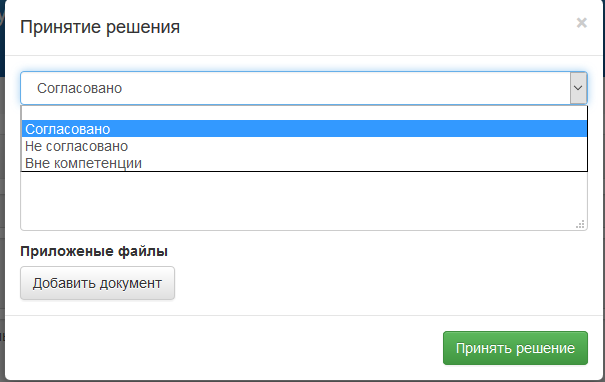 Принятие решения
×
Согласовано
Согласовано
Не согласовано
Вне компетенции
Приложеные файлы
Добавить документ
Принять решение